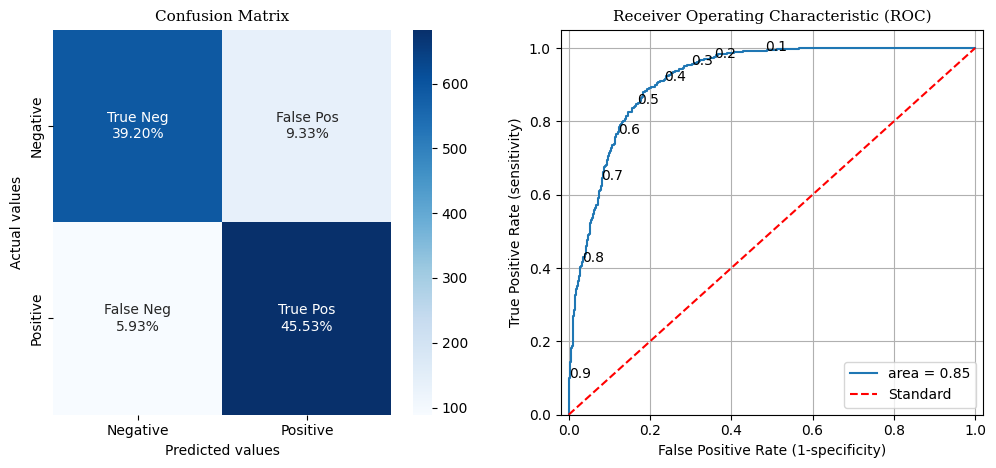 Confusion Matrix
True Neg
39.20%
False Pos
9.33%
False Neg
5.93%
True Pos
45.53%
Actual values
Negative
Positive
Negative
Positive
Predicted values
600
500
400
300
200
100
Receiver Operating Characteristic (ROC)
True Positive Rate (sensitivity)
1.0
0.8
0.6
0.4
0.2
0.0
0.1
0.2
0.3
0.4
0.5
0.6
0.7
0.8
0.9
area = 0.85
Standard
0.0
0.2
0.4
0.6
0.8
1.0
False Positive Rate (1-specificity)